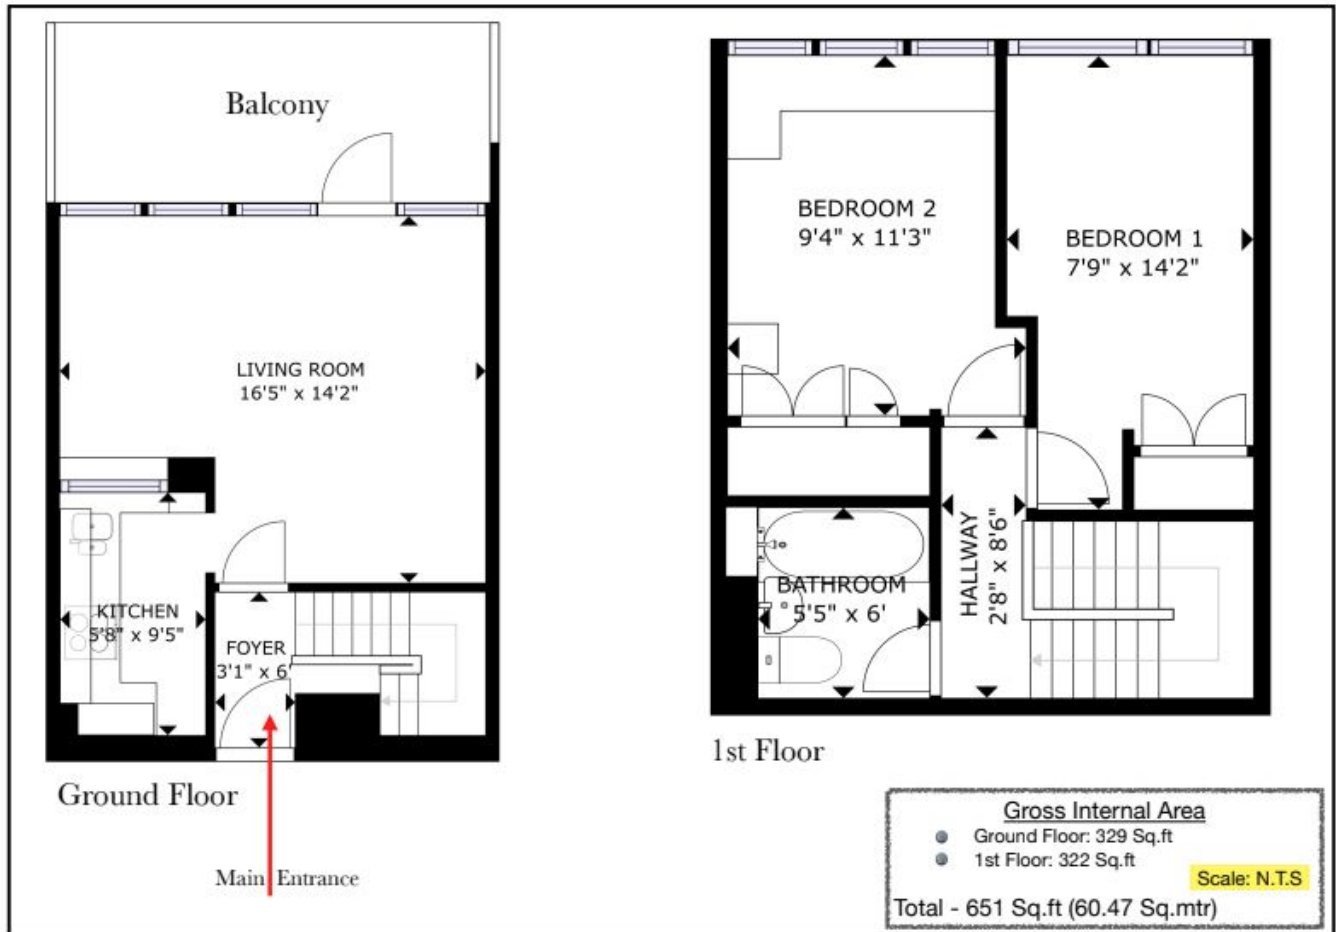 Balcony
LIVING ROOM
16'5" x 14'2"
KITCHEN
5'8" x 9'5"
FOYER
3'1" x 6'
Ground Floor
Main Entrance
BEDROOM 2
9'4" x 11'3"
BEDROOM 1
7'9" x 14'2"
HALLWAY
2'8" x 8'6"
BATHROOM
5'5" x 6'
1st Floor
Gross Internal Area
Ground Floor: 329 Sq.ft
1st Floor: 322 Sq.ft
Scale: N.T.S
Total - 651 Sq.ft (60.47 Sq.mtr)